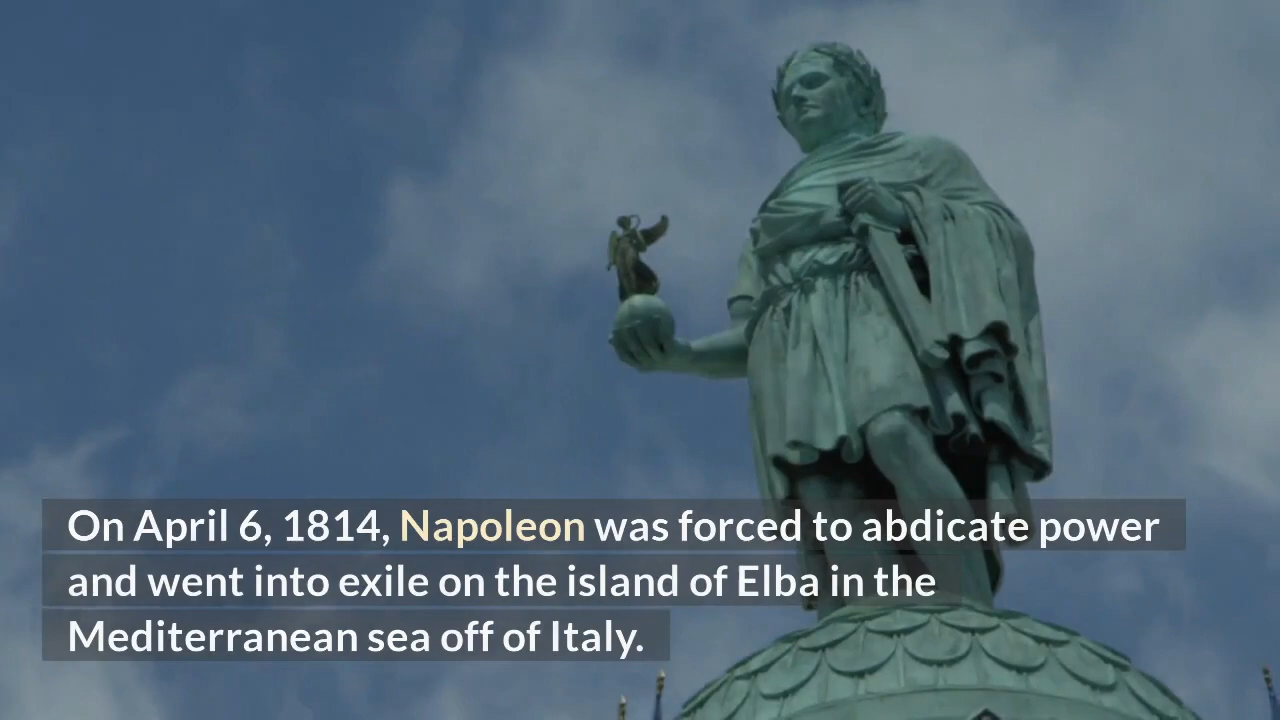 On April 6, 1814, Napoleon was forced to abdicate power
and went into exile on the island of Elba in the
Mediterranean sea off of Italy.